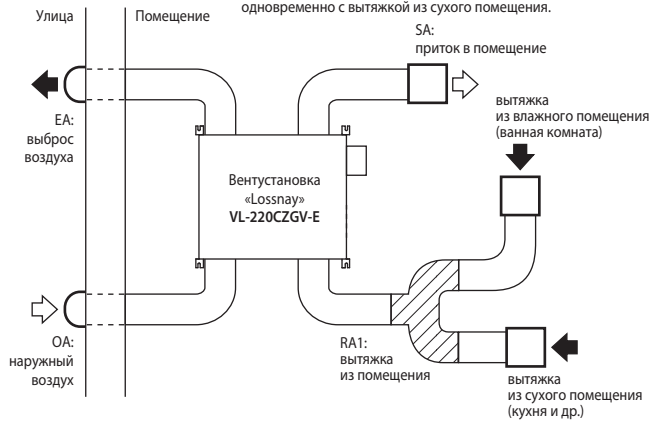 одновременно с вытяжкой из сухого помещения.
Улица
Помещение
SA:
приток в помещение
EA:
выброс
воздуха
вытяжка
из влажного помещения
(ванная комната)
Вентустановка
«Lossnay»
VL-220CZGV-E
OA:
наружный
воздух
RA1:
вытяжка
из помещения
вытяжка
из сухого помещения
(кухня и др.)